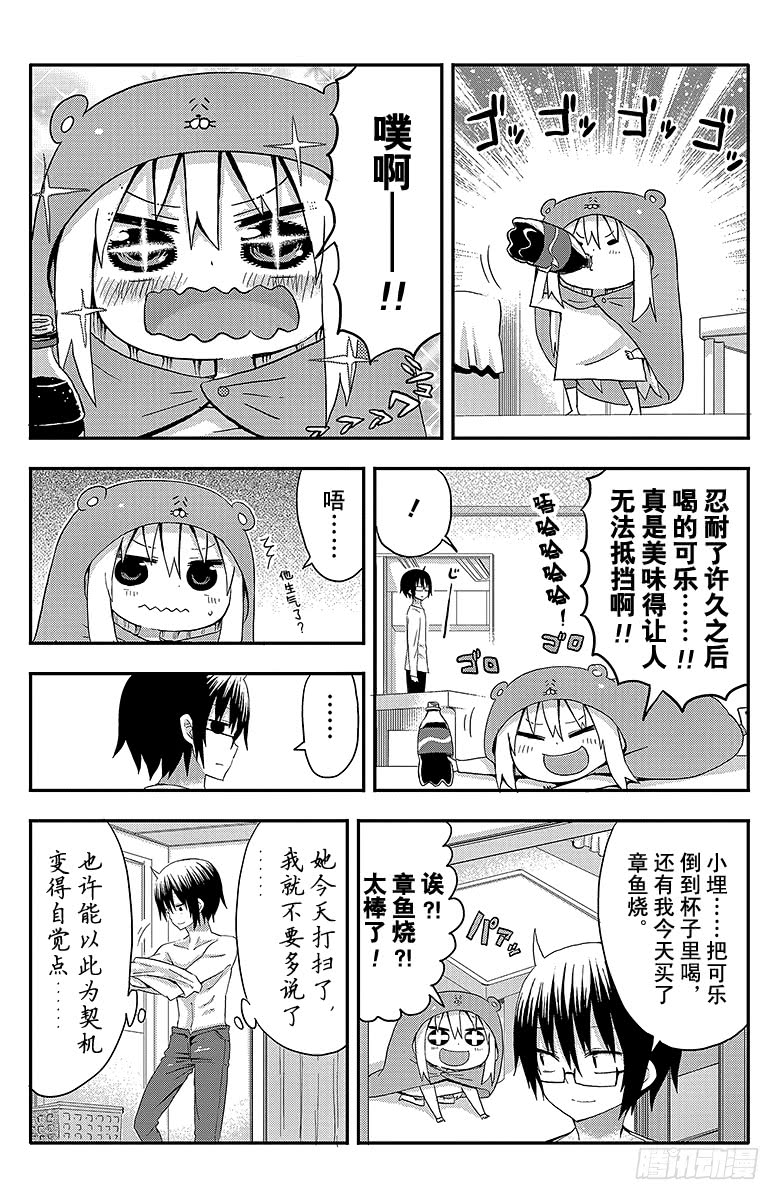 ゴッ
ゴッ
ゴッ
ゴッ
噗啊——!!
忍耐了许久之后
喝的可乐……!!
真是美味得让人
无法抵挡啊!!
唔哈哈哈哈!
!
じー
ゴロ
ゴロ
唔……
他生气了?
……
小埋……把可乐
倒到杯子里喝,
还有我今天买了
章鱼烧。
诶?!
章鱼烧?!
太棒了!
パァッ
她今天打扫了,
我就不要多说了
……
也许能以此为契机
变得自觉点……
腾讯动漫